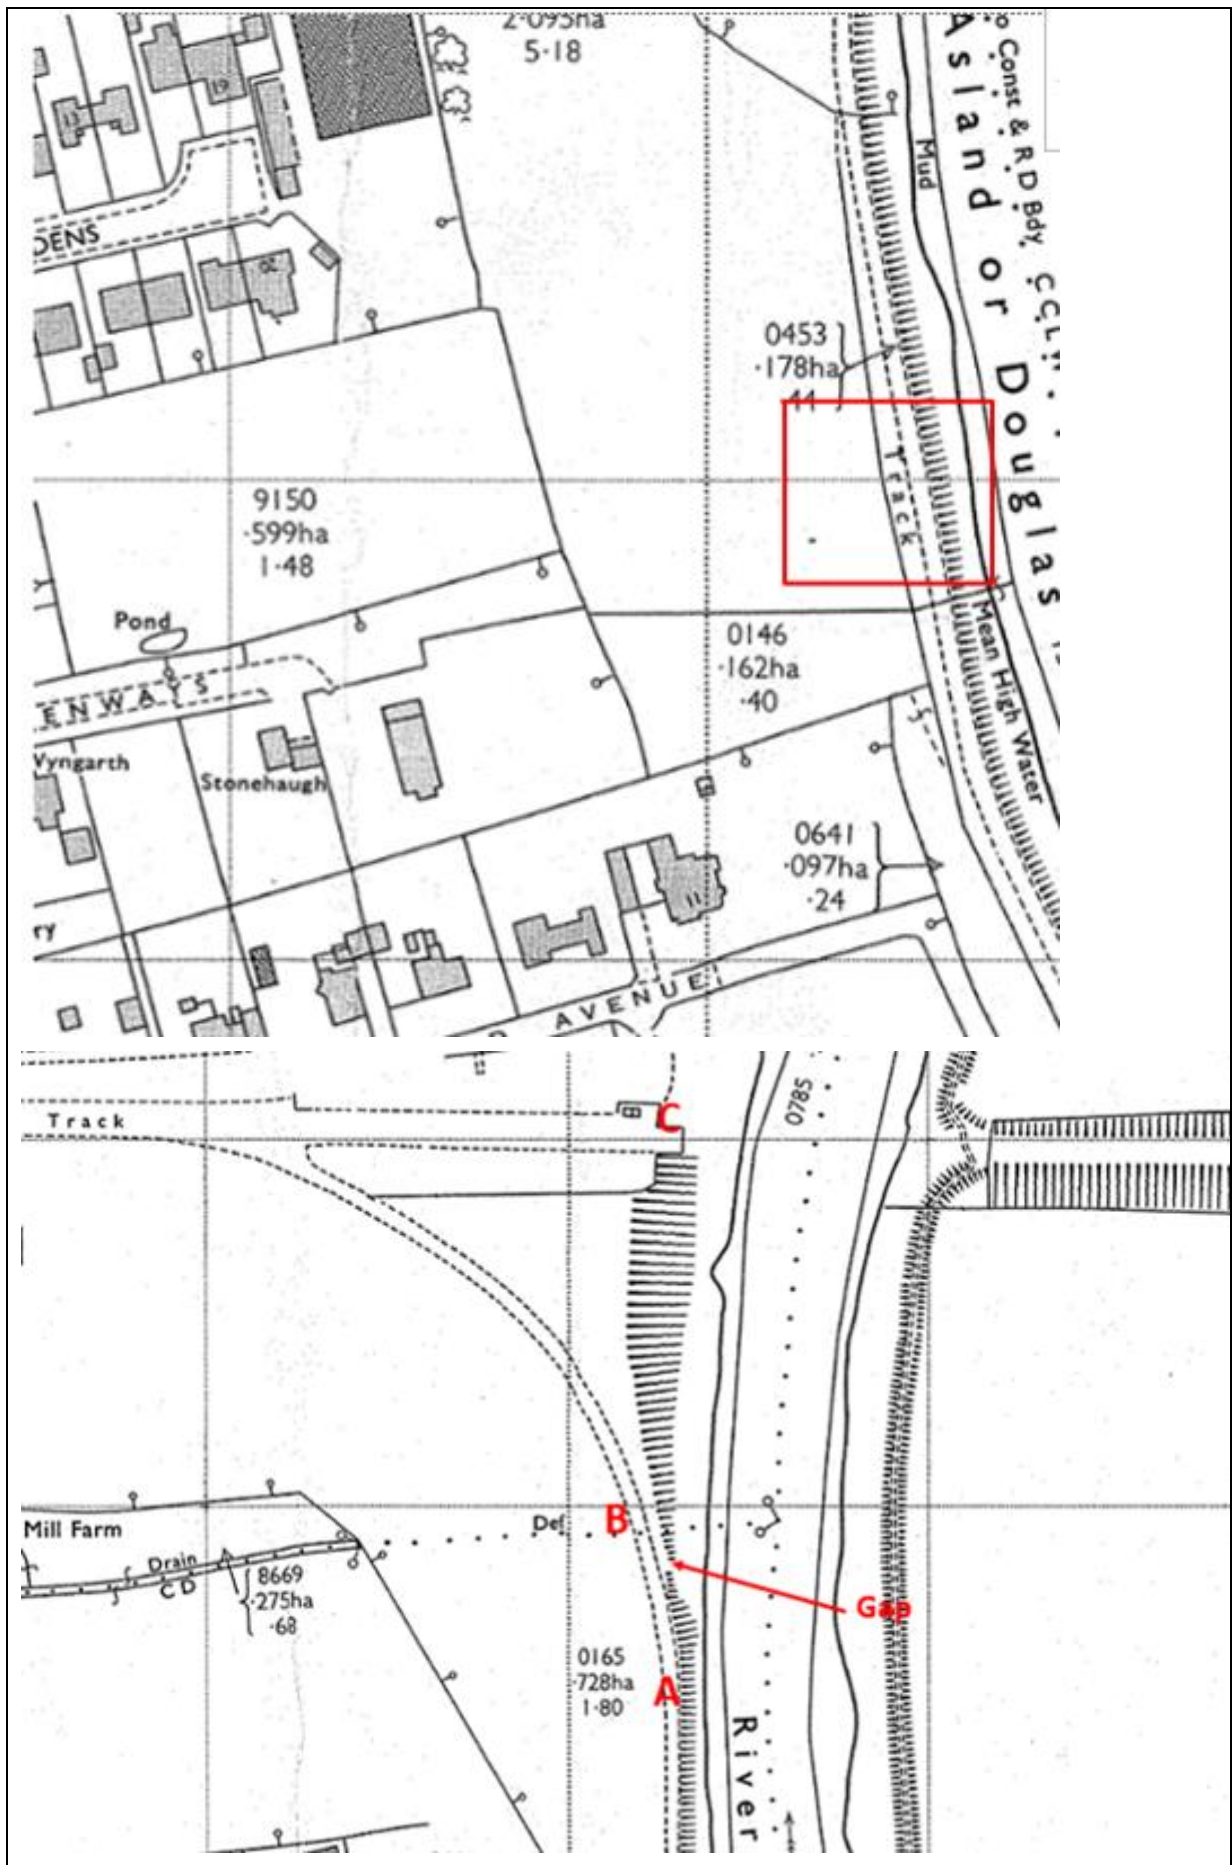 2·095ha
5·18
19
DENS
Const & R D Bdy
C C L W
Asland or Douglas
Mud
0453
·178ha
·44
Track
9150
·599ha
1·48
Pond
ENWAYS
Vyngarth
Stonehaugh
0146
·162ha
·40
Mean High Water
0641
·097ha
·24
11
ry
AVENUE
Track
C
0785
B
Def
Mill Farm
Drain
C D
8669
·275ha
·68
Gap
0165
·728ha
1·80
A
River